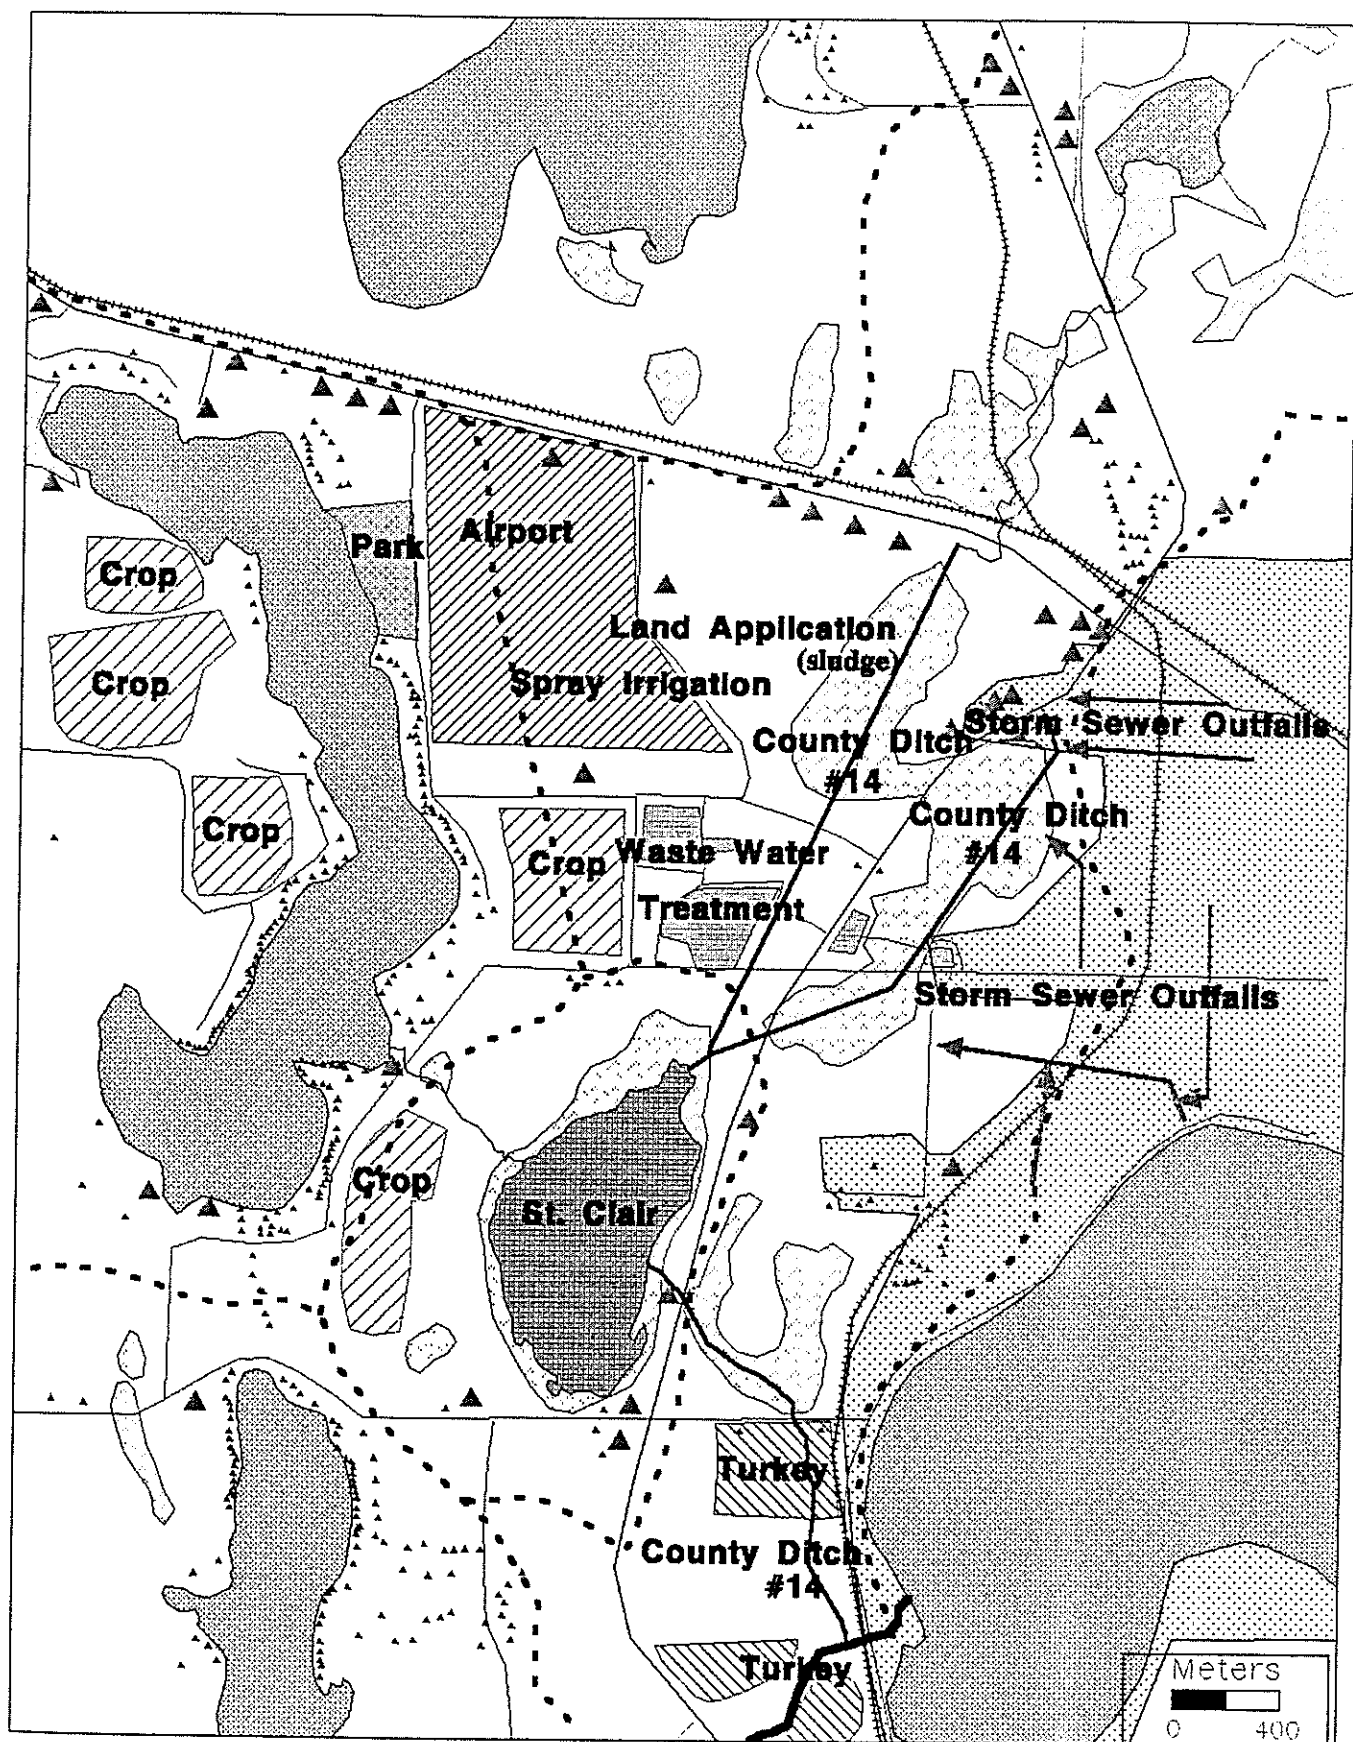 Park
Airport
Crop
Land Application
(sludge)
Crop
Spray Irrigation
Storm Sewer Outfalls
County Ditch
#14
County Ditch
#14
Crop
Crop
Waste Water
Treatment
Storm Sewer Outfalls
Crop
St. Clair
Turkey
County Ditch
#14
Turkey
Meters
0 400